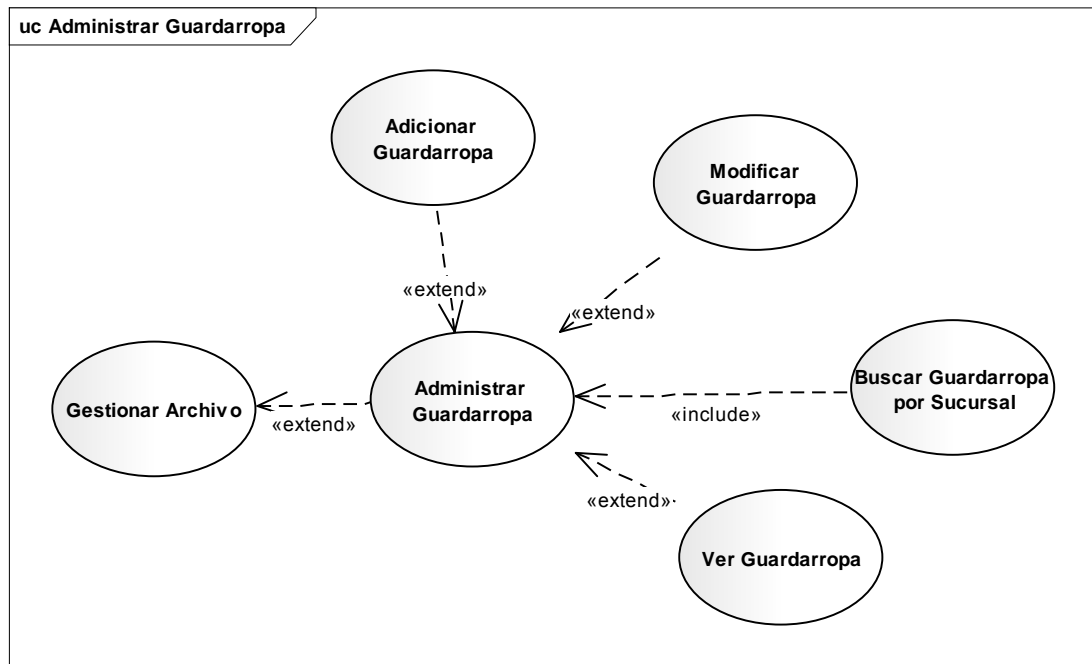 uc Administrar Guardarropa
Adicionar
Guardarropa
Modificar
Guardarropa
«extend»
«extend»
Gestionar Archivo
«extend»
Administrar
Guardarropa
«include»
Buscar Guardarropa
por Sucursal
«extend»
Ver Guardarropa